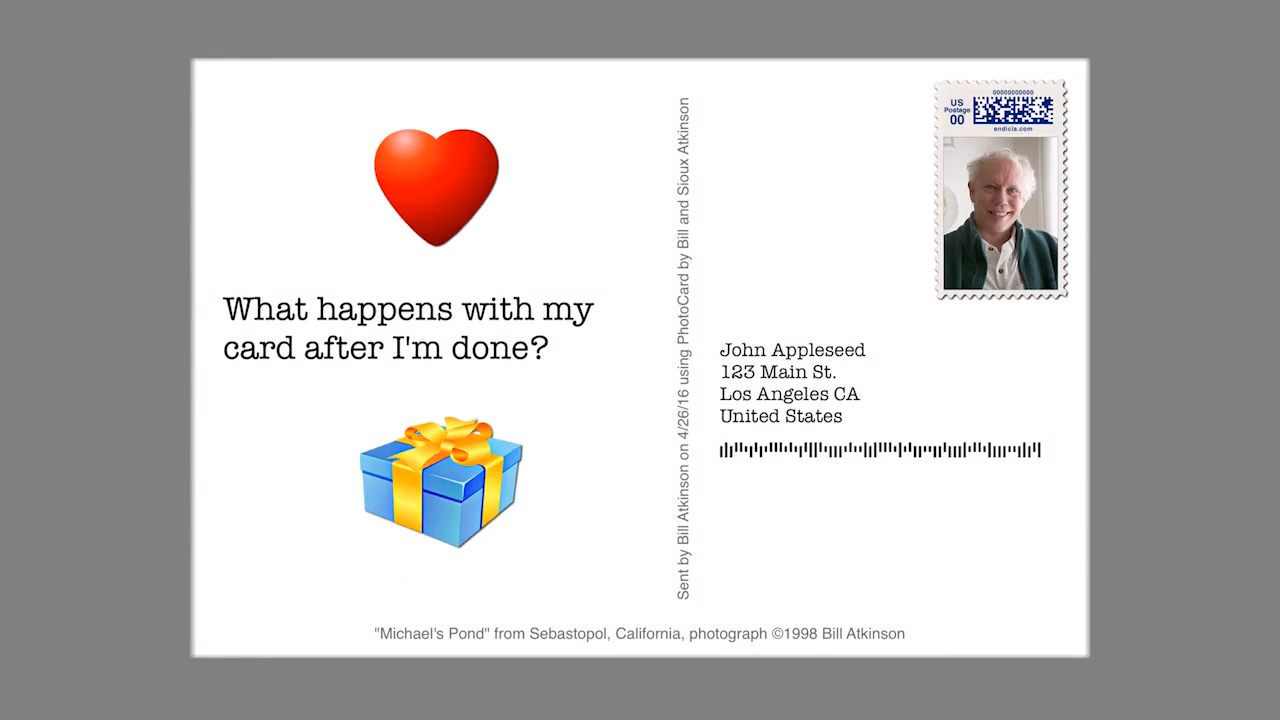 What happens with my
card after I'm done?
Sent by Bill Atkinson on 4/26/16 using PhotoCard by Bill and Sioux Atkinson
00000000000
US
Postage
00
endicia.com
John Appleseed
123 Main St.
Los Angeles CA
United States
"Michael's Pond" from Sebastopol, California, photograph ©1998 Bill Atkinson